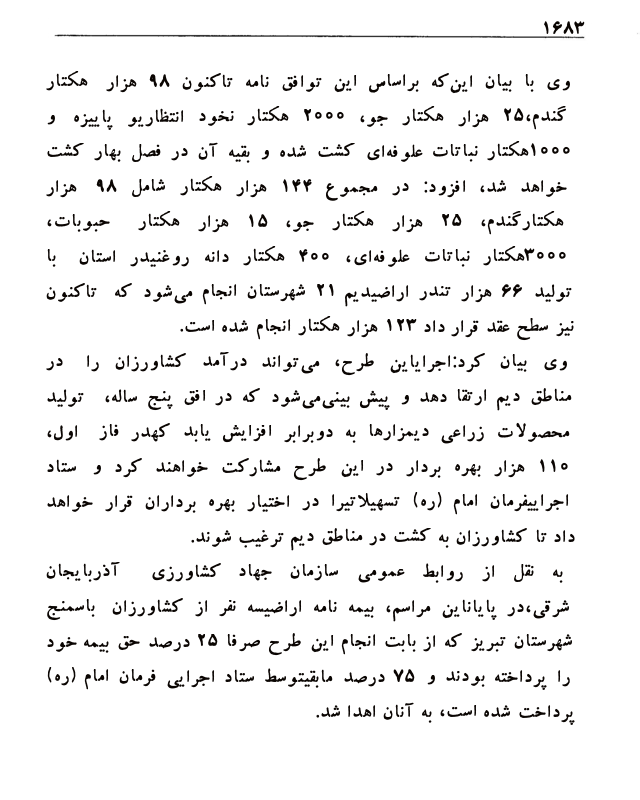 ۱۶۸۳
وی با بیان این‌که براساس این توافق نامه تاکنون ۹۸ هزار هکتار
گندم،۲۵ هزار هکتار جو، ۲۰۰۰ هکتار نخود انتظاریو پاییزه و
۱۰۰۰هکتار نباتات علوفه‌ای کشت شده و بقیه آن در فصل بهار کشت
خواهد شد، افزود: در مجموع ۱۴۴ هزار هکتار شامل ۹۸ هزار
هکتارگندم، ۲۵ هزار هکتار جو، ۱۵ هزار هکتار حبوبات،
۳۰۰۰هکتار نباتات علوفه‌ای، ۴۰۰ هکتار دانه روغنیدر استان با
تولید ۶۶ هزار تندر اراضیدیم ۲۱ شهرستان انجام می‌شود که تاکنون
نیز سطح عقد قرار داد ۱۲۳ هزار هکتار انجام شده است.
وی بیان کرد:اجرایاین طرح، می‌تواند درآمد کشاورزان را در
مناطق دیم ارتقا دهد و پیش بینی‌می‌شود که در افق پنج ساله، تولید
محصولات زراعی دیمزارها به دوبرابر افزایش یابد کهدر فاز اول،
۱۱۰ هزار بهره بردار در این طرح مشارکت خواهند کرد و ستاد
اجراییفرمان امام (ره) تسهیلاتیرا در اختیار بهره برداران قرار خواهد
داد تا کشاورزان به کشت در مناطق دیم ترغیب شوند.
به نقل از روابط عمومی سازمان جهاد کشاورزی آذربایجان
شرقی،در پایاناین مراسم، بیمه نامه اراضیسه نفر از کشاورزان باسمنج
شهرستان تبریز که از بابت انجام این طرح صرفا ۲۵ درصد حق بیمه خود
را پرداخته بودند و ۷۵ درصد مابقیتوسط ستاد اجرایی فرمان امام (ره)
پرداخت شده است، به آنان اهدا شد.